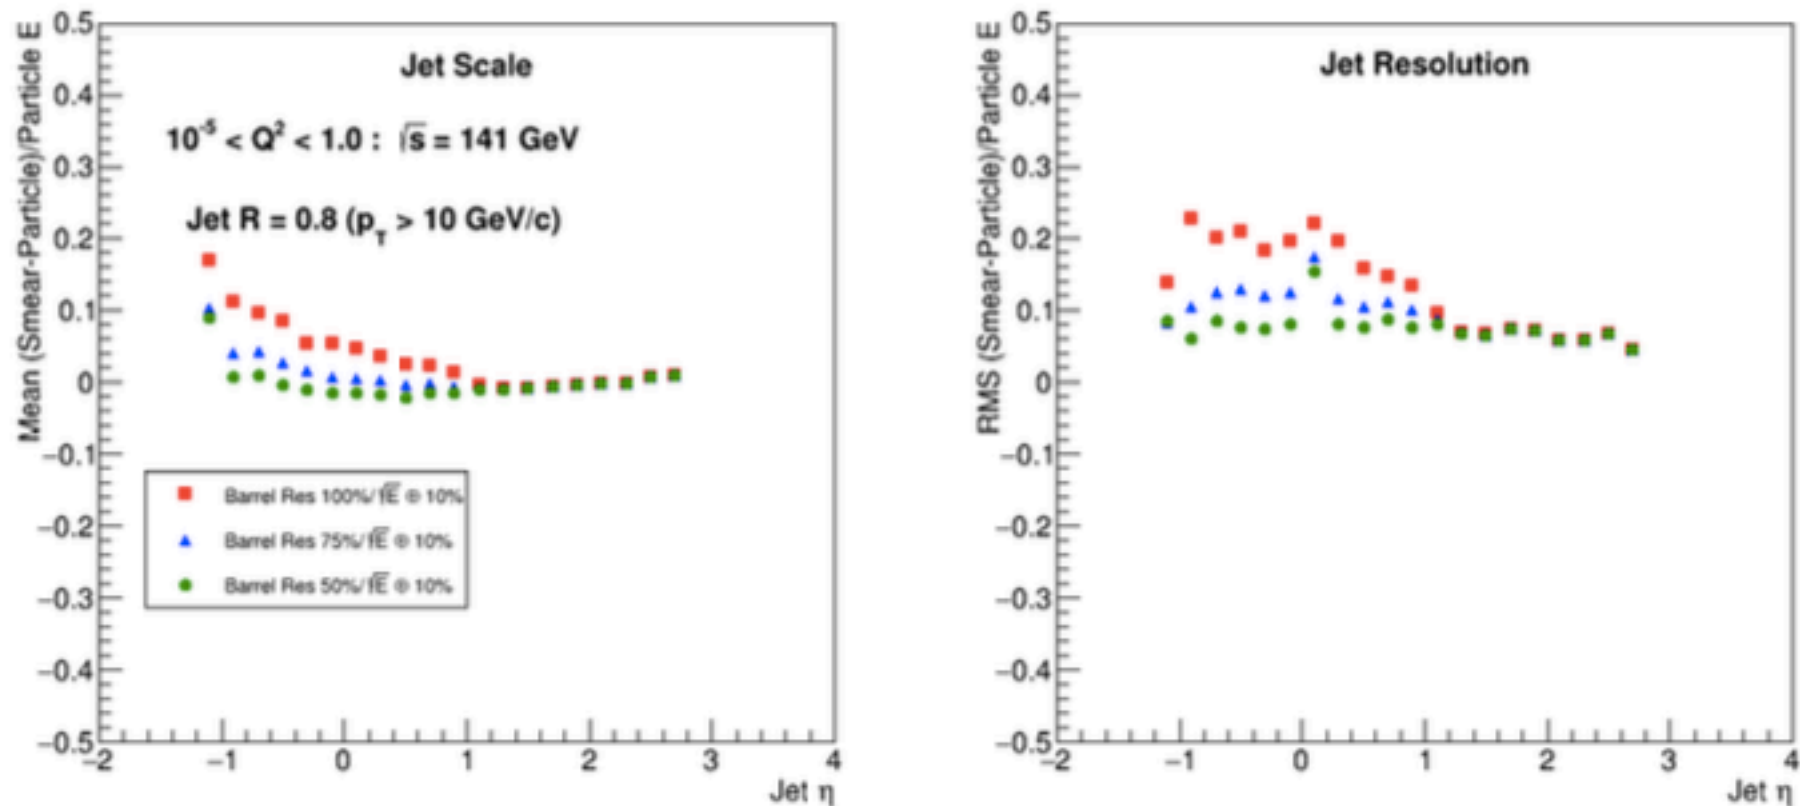 Mean (Smear-Particle)/Particle E
0.5
0.4
0.3
0.2
0.1
0
−0.1
−0.2
−0.3
−0.4
−0.5
Jet Scale
10⁻⁵ < Q² < 1.0 : √s = 141 GeV
Jet R = 0.8 (p_T > 10 GeV/c)
Barrel Res 100%/√E ⊕ 10%
Barrel Res 75%/√E ⊕ 10%
Barrel Res 50%/√E ⊕ 10%
−2 −1 0 1 2 3 4
Jet η
RMS (Smear-Particle)/Particle E
0.5
0.4
0.3
0.2
0.1
0
−0.1
−0.2
−0.3
−0.4
−0.5
Jet Resolution
−2 −1 0 1 2 3 4
Jet η